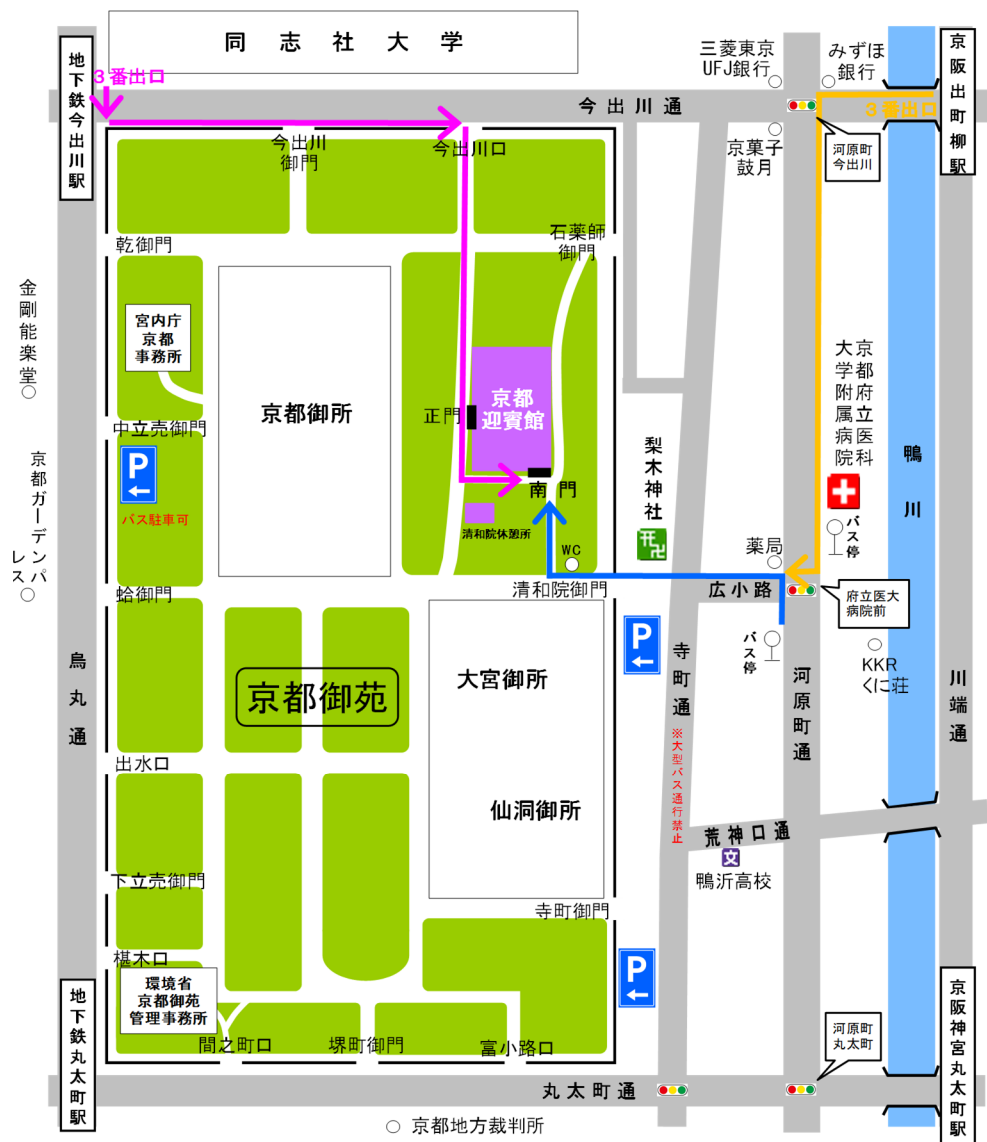 同志社大学
地下鉄今出川駅
3番出口
三菱東京
UFJ銀行
みずほ
銀行
京阪出町柳駅
今出川通
3番出口
今出川
御門
今出川口
京菓子
鼓月
河原町
今出川
乾御門
石薬師
御門
金剛能楽堂
宮内庁
京都
事務所
京都御所
京都
迎賓館
正門
京都府立医科
大学附属病院
鴨川
中立売御門
P
バス駐車可
京都ガーデンパ
レス
南門
清和院休憩所
梨木神社
卍
WC
薬局
バス停
蛤御門
清和院御門
広小路
府立医大
病院前
P
バス停
KKR
くに荘
烏丸通
京都御苑
大宮御所
寺町通
※大型バス通行禁止
河原町通
川端通
出水口
仙洞御所
荒神口通
文
鴨沂高校
下立売御門
寺町御門
椹木口
P
環境省
京都御苑
管理事務所
地下鉄丸太町駅
間之町口
堺町御門
富小路口
河原町
丸太町
京阪神宮丸太町駅
丸太町通
京都地方裁判所